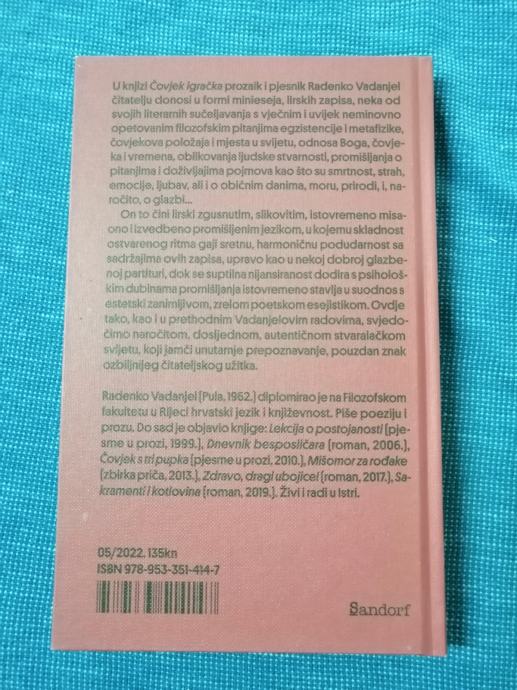 U knjizi Čovjek igračka prozaik i pjesnik Radenko Vadanjel
čitatelju donosi u formi minieseja, lirskih zapisa, neka od
svojih literarnih sučeljavanja s vječnim i uvijek neminovno
opetovanim filozofskim pitanjima egzistencije i metafizike,
čovjekova položaja i mjesta u svijetu, odnosa Boga, čovje-
ka i vremena, oblikovanja ljudske stvarnosti, promišljanja o
pitanjima i doživljajima pojmova kao što su smrtnost, strah,
emocije, ljubav, ali i o običnim danima, moru, prirodi, i, na-
ročito, o glazbi...
On to čini lirski zgusnutim, slikovitim, istovremeno misa-
ono i izvedbeno promišljenim jezikom, u kojemu skladnost
ostvarenog ritma gaji sretnu, harmoničnu podudarnost sa
sadržajima ovih zapisa, upravo kao u nekoj dobroj glazbe-
noj partituri, dok se suptilna nijansiranost dodira s psihološ-
kim dubinama promišljanja istovremeno stavlja u suodnos s
estetski zanimljivom, zrelom poetskom esejistikom. Ovdje
tako, kao i u prethodnim Vadanjelovim radovima, svjedo-
čimo naročitom, dosljednom, autentičnom stvaralačkom
svijetu, koji jamči unutarnje prepoznavanje, pouzdan znak
ozbiljnijeg čitateljskog užitka.
Radenko Vadanjel (Pula, 1962.) diplomirao je na Filozofskom
fakultetu u Rijeci hrvatski jezik i književnost. Piše poeziju i
prozu. Do sad je objavio knjige: Lekcija o postojanosti (pje-
sme u prozi, 1999.), Dnevnik besposličara (roman, 2006.),
Čovjek s tri pupka (pjesme u prozi, 2010.), Mišomor za rođake
(zbirka priča, 2013.), Zdravo, dragi ubojice! (roman, 2017.), Sa-
kramenti i kotlovina (roman, 2019.). Živi i radi u Istri.
05/2022. 135kn
ISBN 978-953-351-414-7
Sandorf